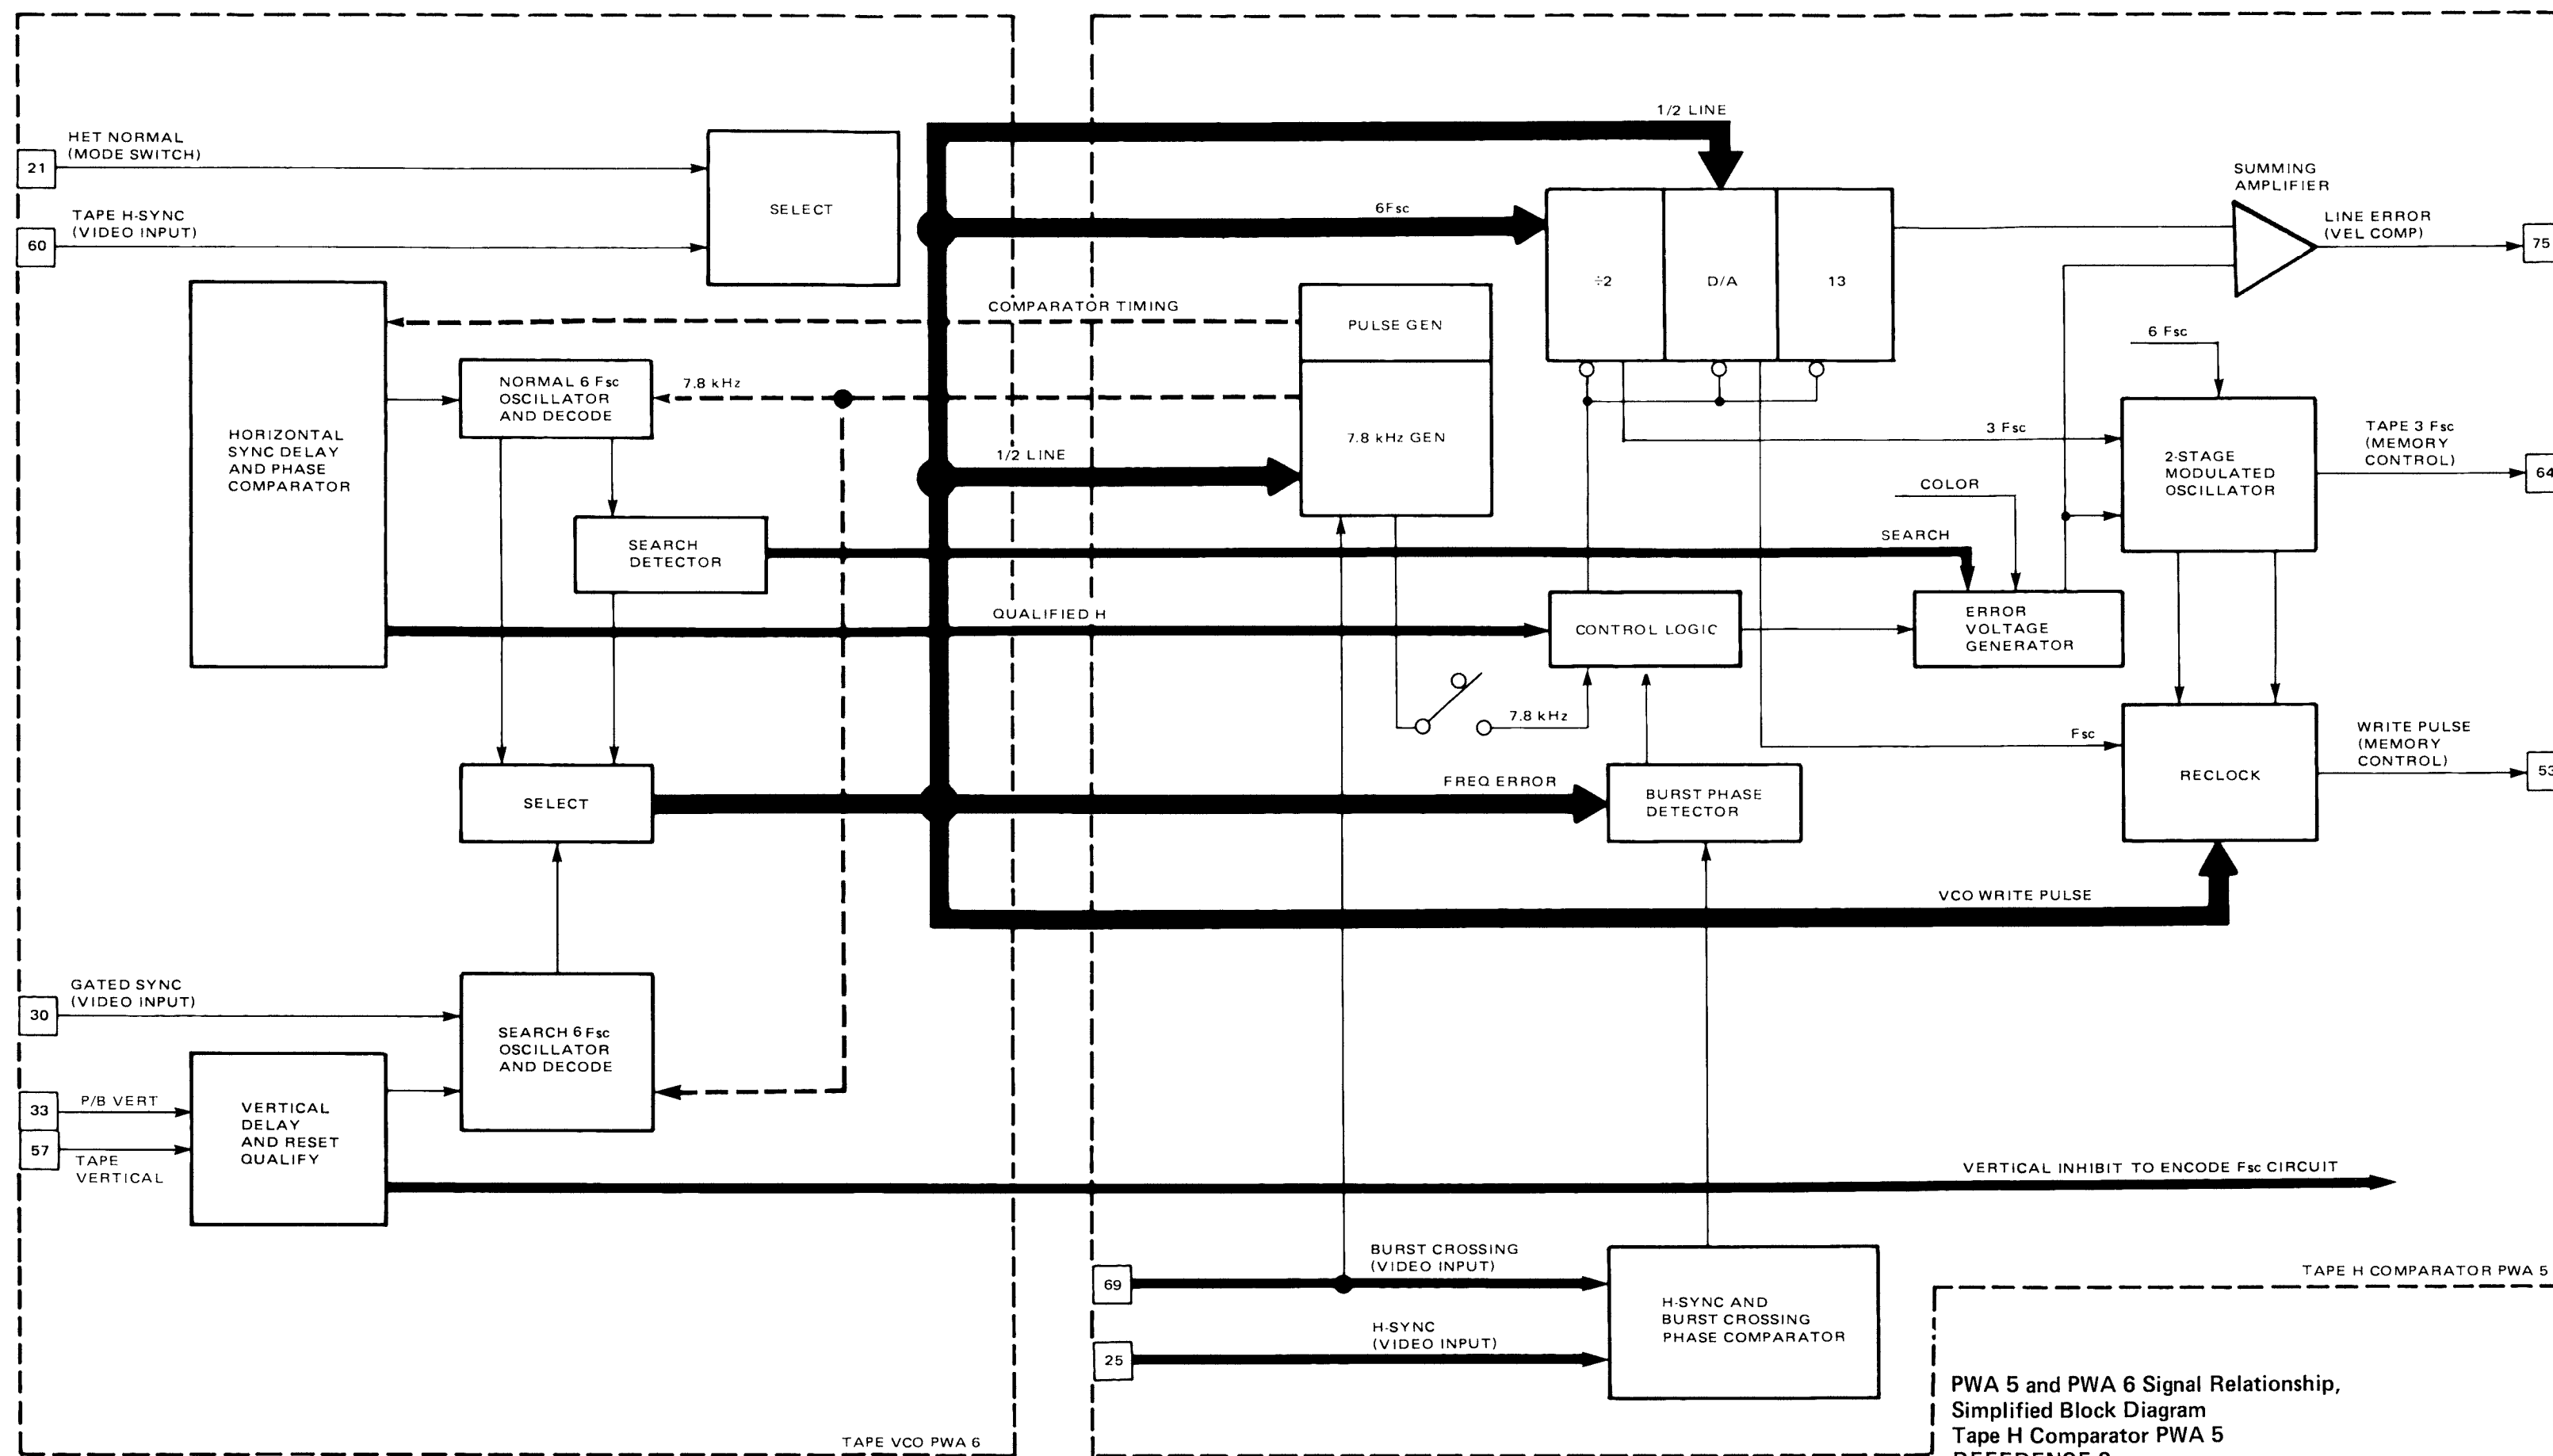 HET NORMAL
(MODE SWITCH)
21
TAPE H-SYNC
(VIDEO INPUT)
60
SELECT
HORIZONTAL
SYNC DELAY
AND PHASE
COMPARATOR
NORMAL 6 Fsc
OSCILLATOR
AND DECODE
7.8 kHz
COMPARATOR TIMING
SEARCH
DETECTOR
QUALIFIED H
SELECT
GATED SYNC
(VIDEO INPUT)
30
SEARCH 6 Fsc
OSCILLATOR
AND DECODE
33
P/B VERT
57
TAPE
VERTICAL
VERTICAL
DELAY
AND RESET
QUALIFY
TAPE VCO PWA 6
1/2 LINE
6Fsc
÷2
D/A
13
SUMMING
AMPLIFIER
LINE ERROR
(VEL COMP)
75
PULSE GEN
7.8 kHz GEN
1/2 LINE
6 Fsc
3 Fsc
2-STAGE
MODULATED
OSCILLATOR
TAPE 3 Fsc
(MEMORY
CONTROL)
64
COLOR
SEARCH
CONTROL LOGIC
ERROR
VOLTAGE
GENERATOR
7.8 kHz
Fsc
RECLOCK
WRITE PULSE
(MEMORY
CONTROL)
53
FREQ ERROR
BURST PHASE
DETECTOR
VCO WRITE PULSE
VERTICAL INHIBIT TO ENCODE Fsc CIRCUIT
69
BURST CROSSING
(VIDEO INPUT)
25
H-SYNC
(VIDEO INPUT)
H-SYNC AND
BURST CROSSING
PHASE COMPARATOR
TAPE H COMPARATOR PWA 5
PWA 5 and PWA 6 Signal Relationship,
Simplified Block Diagram
Tape H Comparator PWA 5